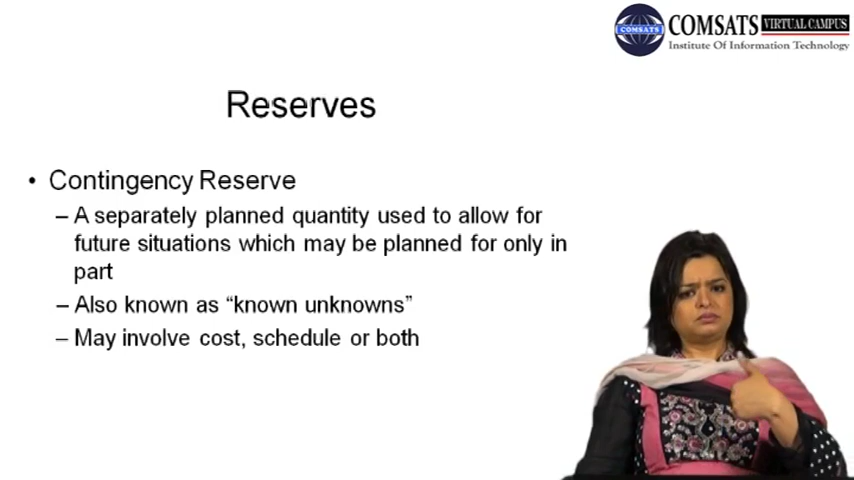 COMSATS VIRTUAL CAMPUS
COMSATS
Institute Of Information Technology
Reserves
• Contingency Reserve
– A separately planned quantity used to allow for
future situations which may be planned for only in
part
– Also known as “known unknowns”
– May involve cost, schedule or both